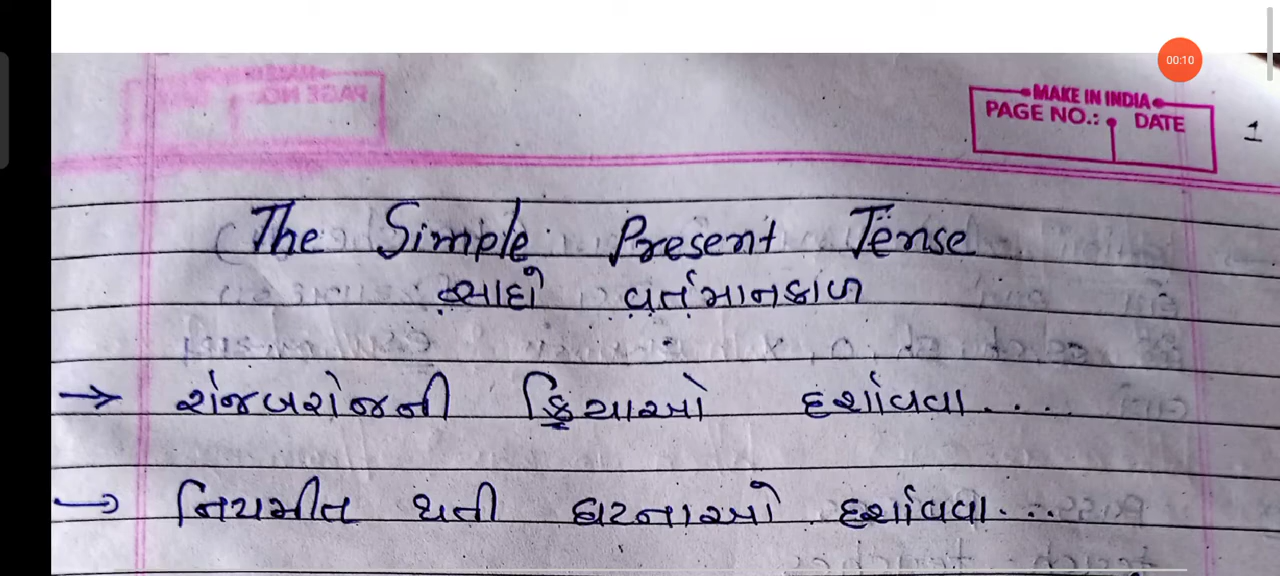 00:10
MAKE IN INDIA
PAGE NO.: DATE
1
The Simple Present Tense
સાદો વર્તમાનકાળ
→ રોજબરોજની ક્રિયાઓ દર્શાવવા....
→ નિયમીત થતી ઘટનાઓ દર્શાવવા...